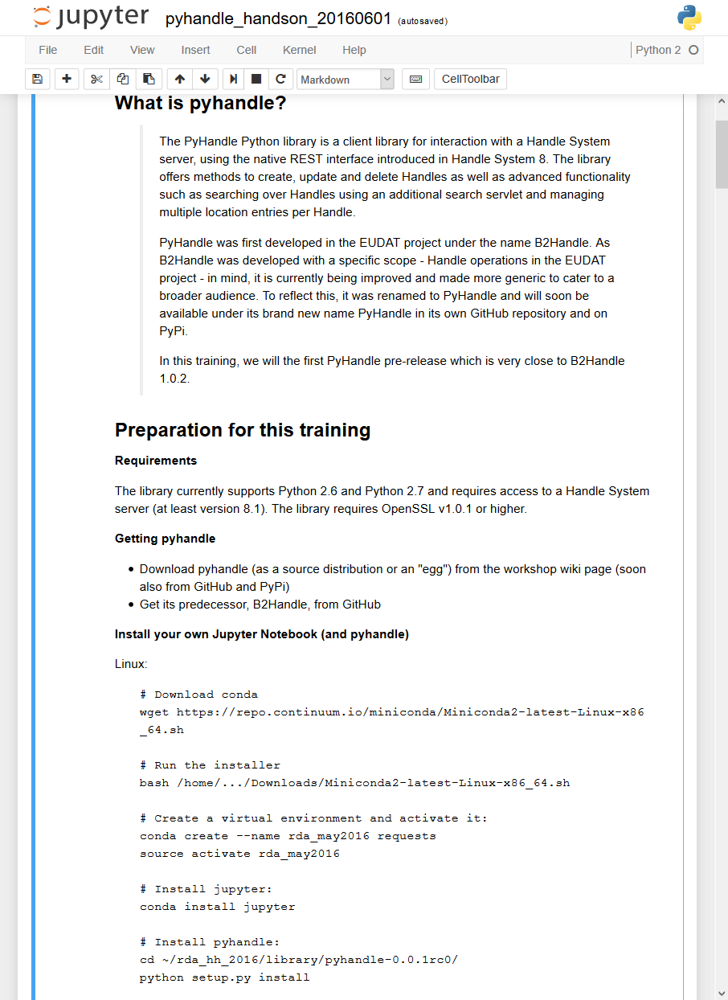 jupyter pyhandle_handson_20160601 (autosaved)
File Edit View Insert Cell Kernel Help Python 2
Markdown CellToolbar
What is pyhandle?
The PyHandle Python library is a client library for interaction with a Handle System
server, using the native REST interface introduced in Handle System 8. The library
offers methods to create, update and delete Handles as well as advanced functionality
such as searching over Handles using an additional search servlet and managing
multiple location entries per Handle.
PyHandle was first developed in the EUDAT project under the name B2Handle. As
B2Handle was developed with a specific scope - Handle operations in the EUDAT
project - in mind, it is currently being improved and made more generic to cater to a
broader audience. To reflect this, it was renamed to PyHandle and will soon be
available under its brand new name PyHandle in its own GitHub repository and on
PyPi.
In this training, we will the first PyHandle pre-release which is very close to B2Handle
1.0.2.
Preparation for this training
Requirements
The library currently supports Python 2.6 and Python 2.7 and requires access to a Handle System
server (at least version 8.1). The library requires OpenSSL v1.0.1 or higher.
Getting pyhandle
• Download pyhandle (as a source distribution or an "egg") from the workshop wiki page (soon
also from GitHub and PyPi)
• Get its predecessor, B2Handle, from GitHub
Install your own Jupyter Notebook (and pyhandle)
Linux:
# Download conda
wget https://repo.continuum.io/miniconda/Miniconda2-latest-Linux-x86
_64.sh
# Run the installer
bash /home/.../Downloads/Miniconda2-latest-Linux-x86_64.sh
# Create a virtual environment and activate it:
conda create --name rda_may2016 requests
source activate rda_may2016
# Install jupyter:
conda install jupyter
# Install pyhandle:
cd ~/rda_hh_2016/library/pyhandle-0.0.1rc0/
python setup.py install